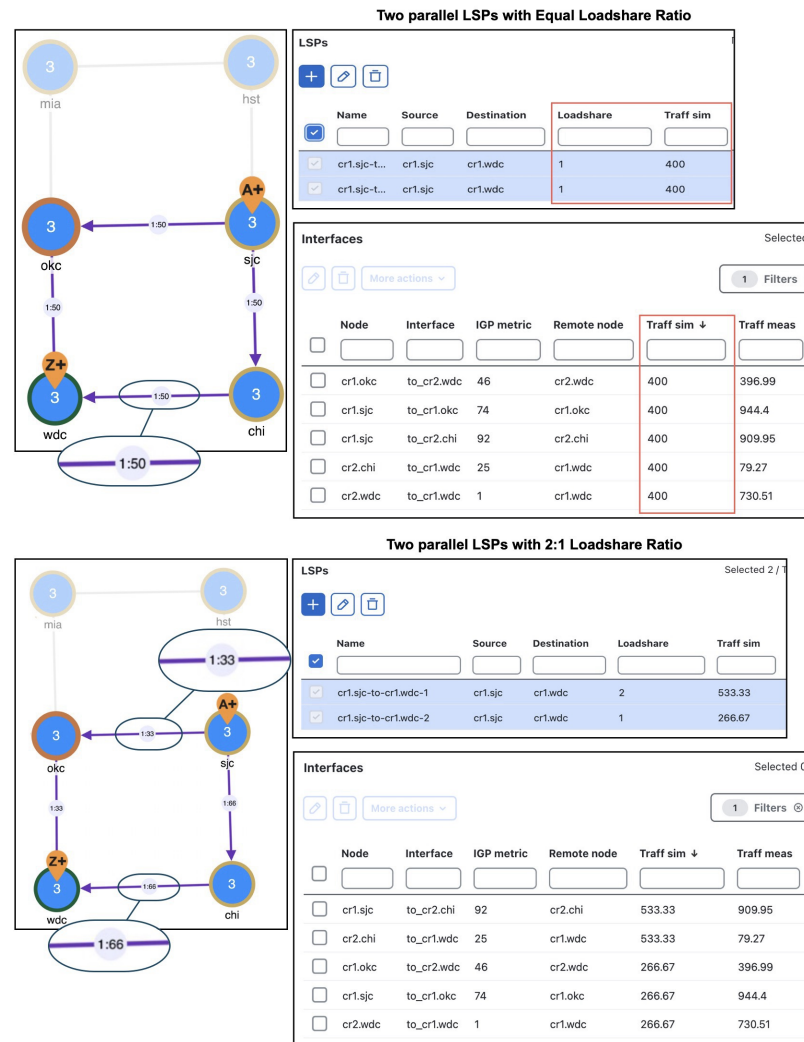 Two parallel LSPs with Equal Loadshare Ratio
3
3
mia
hst
A+
3
3
1:50
okc
sjc
1:50
1:50
Z+
3
3
1:50
wdc
chi
1:50
LSPs
Name Source Destination Loadshare Traff sim
cr1.sjc-t... cr1.sjc cr1.wdc 1 400
cr1.sjc-t... cr1.sjc cr1.wdc 1 400
Interfaces Selected
More actions 1 Filters
Node Interface IGP metric Remote node Traff sim ↓ Traff meas
cr1.okc to_cr2.wdc 46 cr2.wdc 400 396.99
cr1.sjc to_cr1.okc 74 cr1.okc 400 944.4
cr1.sjc to_cr2.chi 92 cr2.chi 400 909.95
cr2.chi to_cr1.wdc 25 cr1.wdc 400 79.27
cr2.wdc to_cr1.wdc 1 cr1.wdc 400 730.51
Two parallel LSPs with 2:1 Loadshare Ratio
3
3
mia
hst
1:33
A+
3
3
1:33
okc
sjc
1:33
1:66
Z+
3
3
1:66
wdc
chi
1:66
LSPs Selected 2 / T
Name Source Destination Loadshare Traff sim
cr1.sjc-to-cr1.wdc-1 cr1.sjc cr1.wdc 2 533.33
cr1.sjc-to-cr1.wdc-2 cr1.sjc cr1.wdc 1 266.67
Interfaces Selected 0
More actions 1 Filters
Node Interface IGP metric Remote node Traff sim ↓ Traff meas
cr1.sjc to_cr2.chi 92 cr2.chi 533.33 909.95
cr2.chi to_cr1.wdc 25 cr1.wdc 533.33 79.27
cr1.okc to_cr2.wdc 46 cr2.wdc 266.67 396.99
cr1.sjc to_cr1.okc 74 cr1.okc 266.67 944.4
cr2.wdc to_cr1.wdc 1 cr1.wdc 266.67 730.51